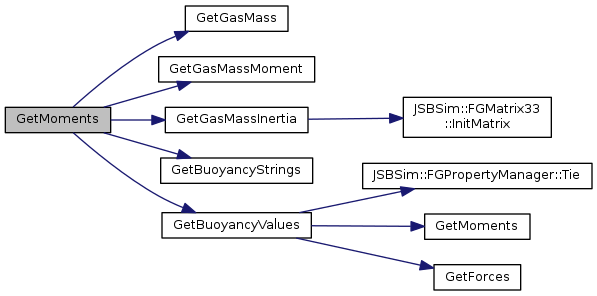 GetGasMass
GetGasMassMoment
GetMoments
GetGasMassInertia
JSBSim::FGMatrix33
::InitMatrix
GetBuoyancyStrings
JSBSim::FGPropertyManager::Tie
GetBuoyancyValues
GetMoments
GetForces